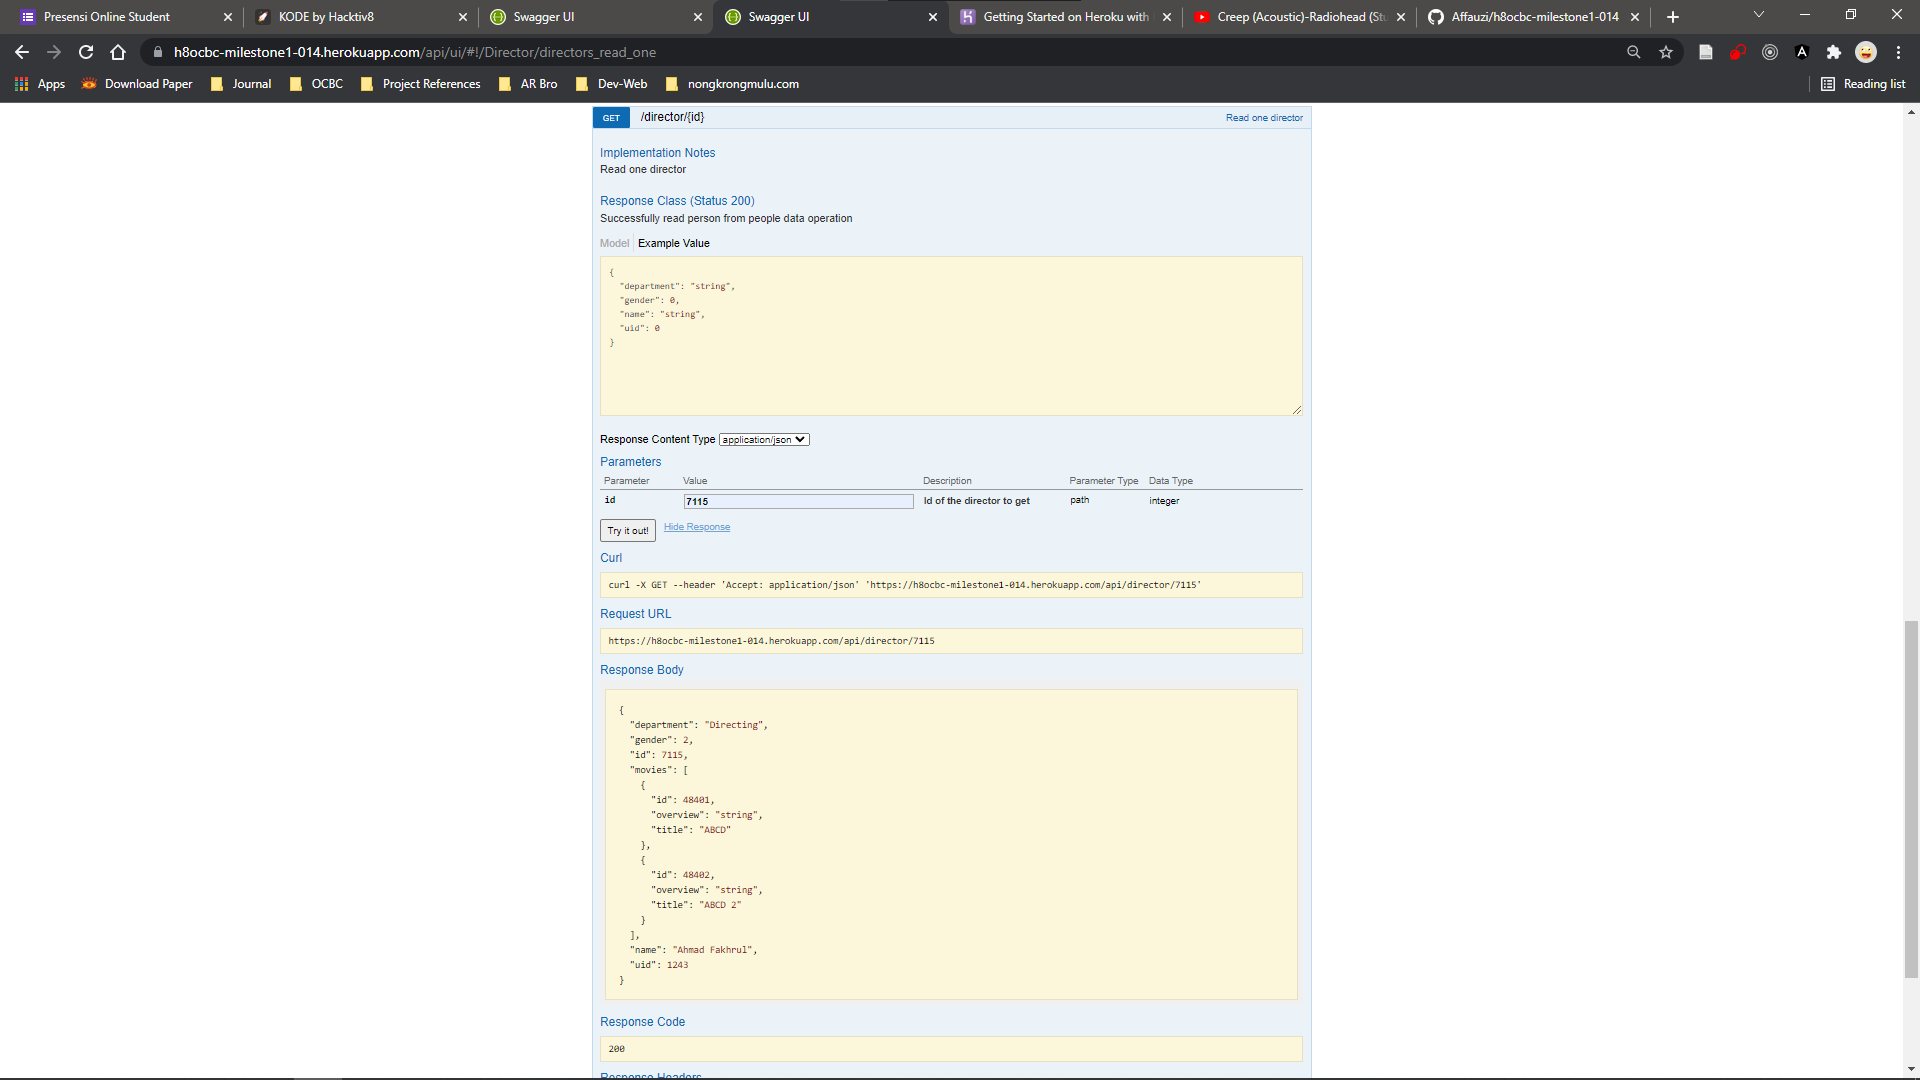 Presensi Online Student
KODE by Hacktiv8
Swagger UI
Swagger UI
Getting Started on Heroku with
Creep (Acoustic)-Radiohead (Stu
Affauzi/h8ocbc-milestone1-014
h8ocbc-milestone1-014.herokuapp.com/api/ui/#!/Director/directors_read_one
Apps
Download Paper
Journal
OCBC
Project References
AR Bro
Dev-Web
nongkrongmulu.com
Reading list
GET /director/{id} Read one director
Implementation Notes
Read one director
Response Class (Status 200)
Successfully read person from people data operation
Model Example Value
{
"department": "string",
"gender": 0,
"name": "string",
"uid": 0
}
Response Content Type application/json
Parameters
Parameter Value Description Parameter Type Data Type
id 7115 Id of the director to get path integer
Try it out! Hide Response
Curl
curl -X GET --header 'Accept: application/json' 'https://h8ocbc-milestone1-014.herokuapp.com/api/director/7115'
Request URL
https://h8ocbc-milestone1-014.herokuapp.com/api/director/7115
Response Body
{
"department": "Directing",
"gender": 2,
"id": 7115,
"movies": [
{
"id": 48401,
"overview": "string",
"title": "ABCD"
},
{
"id": 48402,
"overview": "string",
"title": "ABCD 2"
}
],
"name": "Ahmad Fakhrul",
"uid": 1243
}
Response Code
200
Response Headers